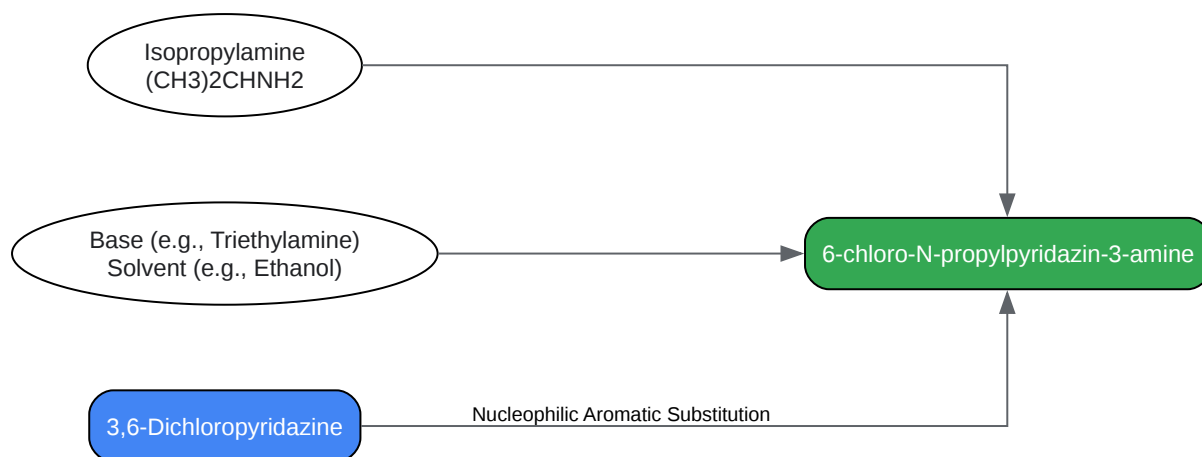 Isopropylamine
(CH3)2CHNH2
Base (e.g., Triethylamine)
Solvent (e.g., Ethanol)
6-chloro-N-propylpyridazin-3-amine
3,6-Dichloropyridazine
Nucleophilic Aromatic Substitution